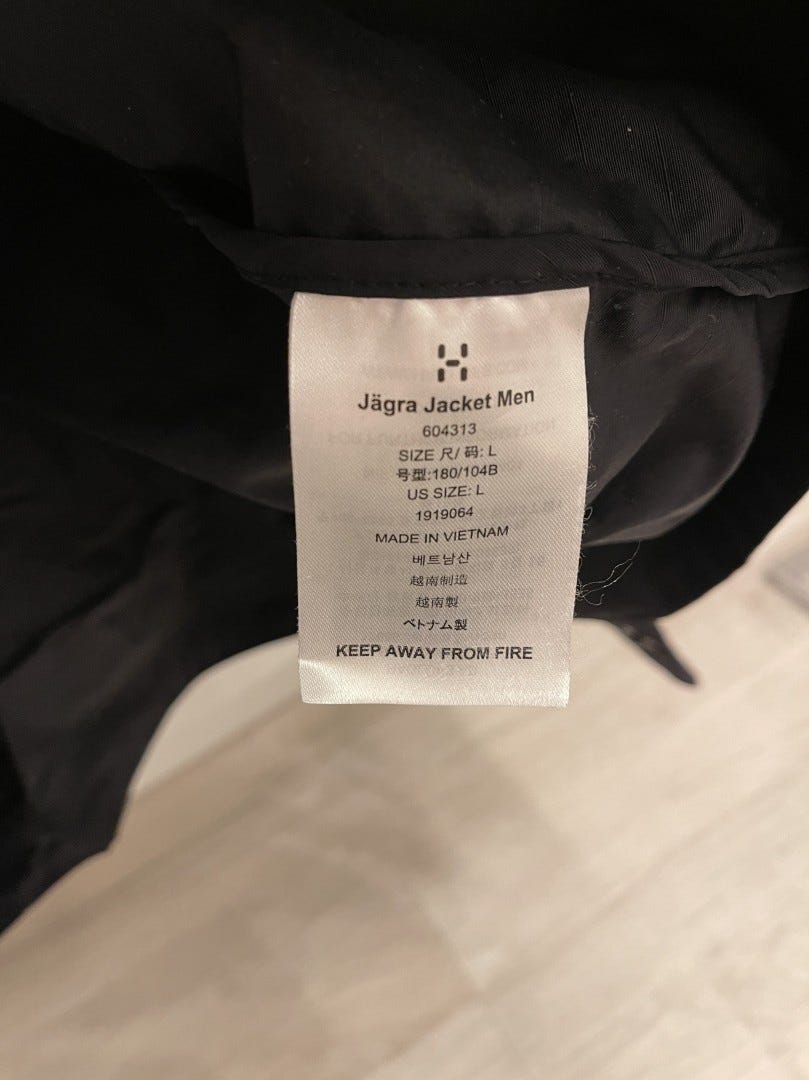 Jägra Jacket Men
604313
SIZE 尺/ 码: L
号型:180/104B
US SIZE: L
1919064
MADE IN VIETNAM
베트남산
越南制造
越南製
ベトナム製
KEEP AWAY FROM FIRE